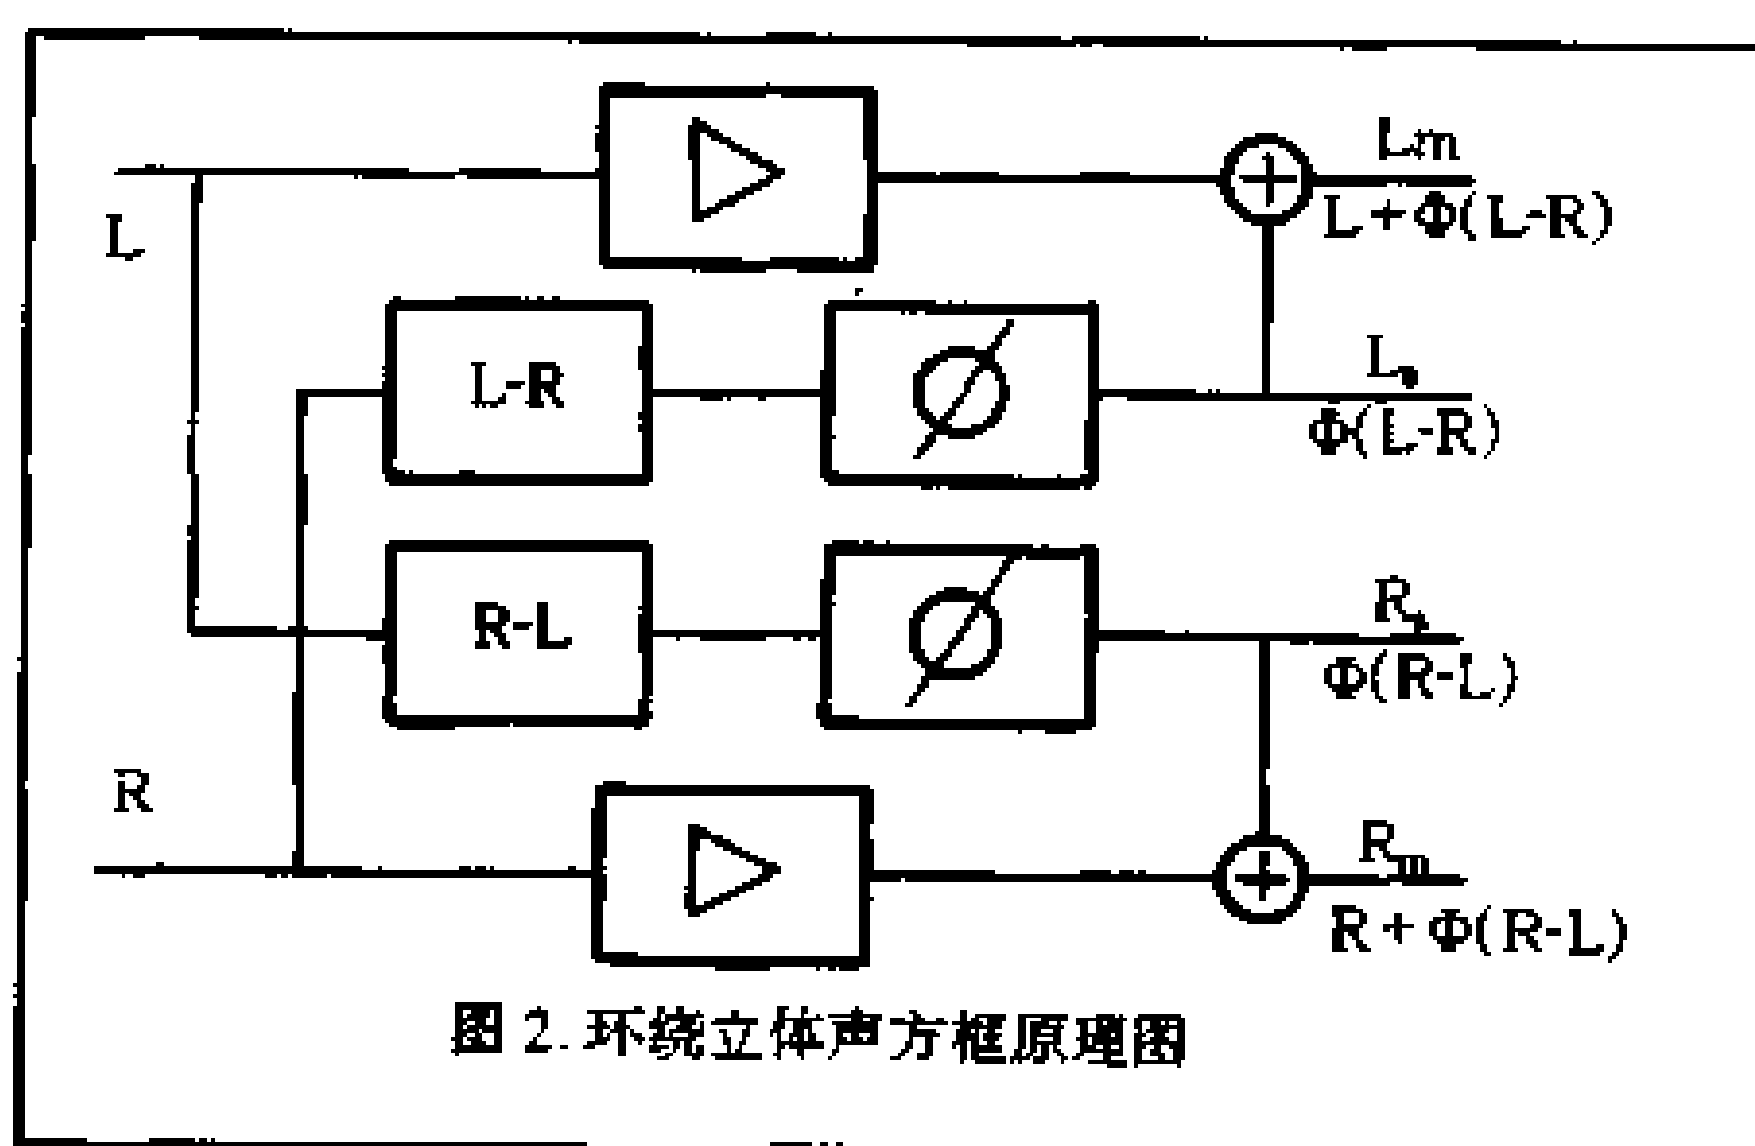 Lm
L
L+Φ(L-R)
L-R
Ls
Φ(L-R)
R-L
Rs
Φ(R-L)
R
Rm
R+Φ(R-L)
图 2. 环绕立体声方框原理图